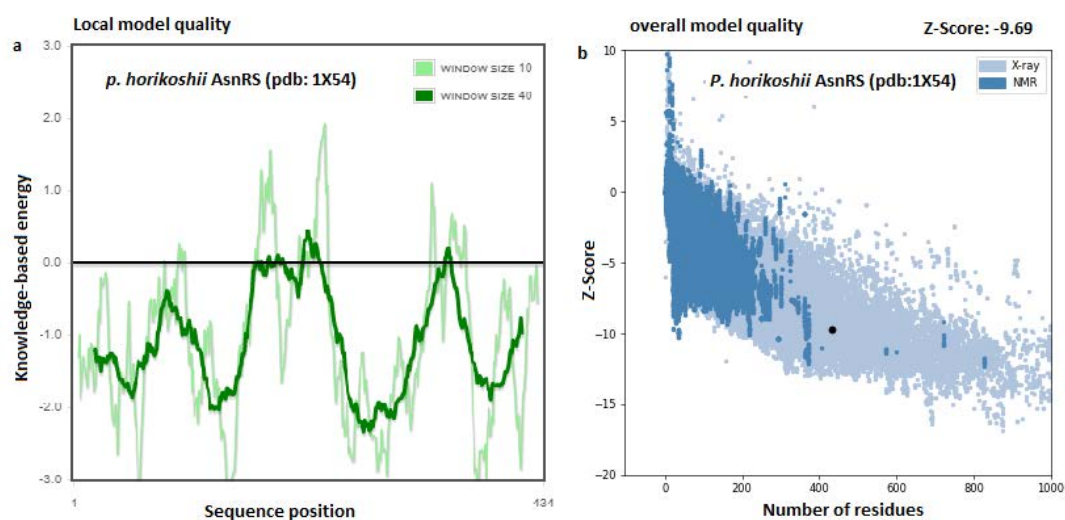 Local model quality
a
3.0
p. horikoshii AsnRS (pdb: 1X54)
WINDOW SIZE 10
WINDOW SIZE 40
2.0
1.0
0.0
-1.0
-2.0
-3.0
Knowledge-based energy
1
Sequence position
434
overall model quality
Z-Score: -9.69
b
10
P. horikoshii AsnRS (pdb:1X54)
X-ray
NMR
5
0
−5
−10
−15
−20
Z-Score
0
200
400
600
800
1000
Number of residues